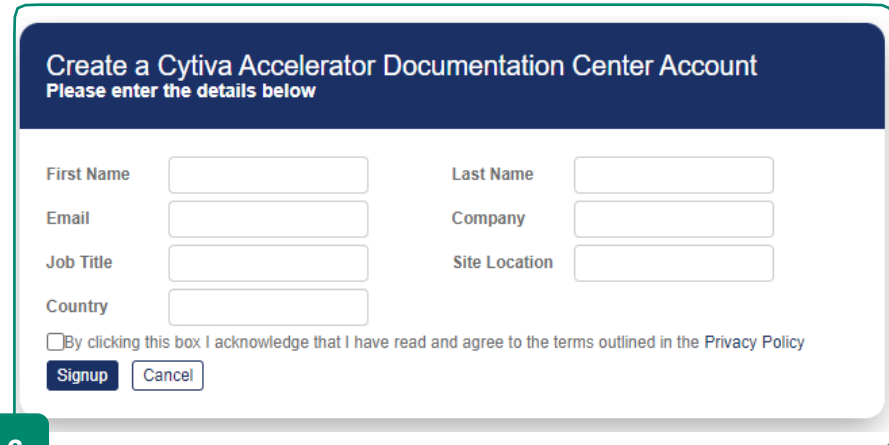 Create a Cytiva Accelerator Documentation Center Account
Please enter the details below
First Name
Last Name
Email
Company
Job Title
Site Location
Country
By clicking this box I acknowledge that I have read and agree to the terms outlined in the Privacy Policy
Signup Cancel